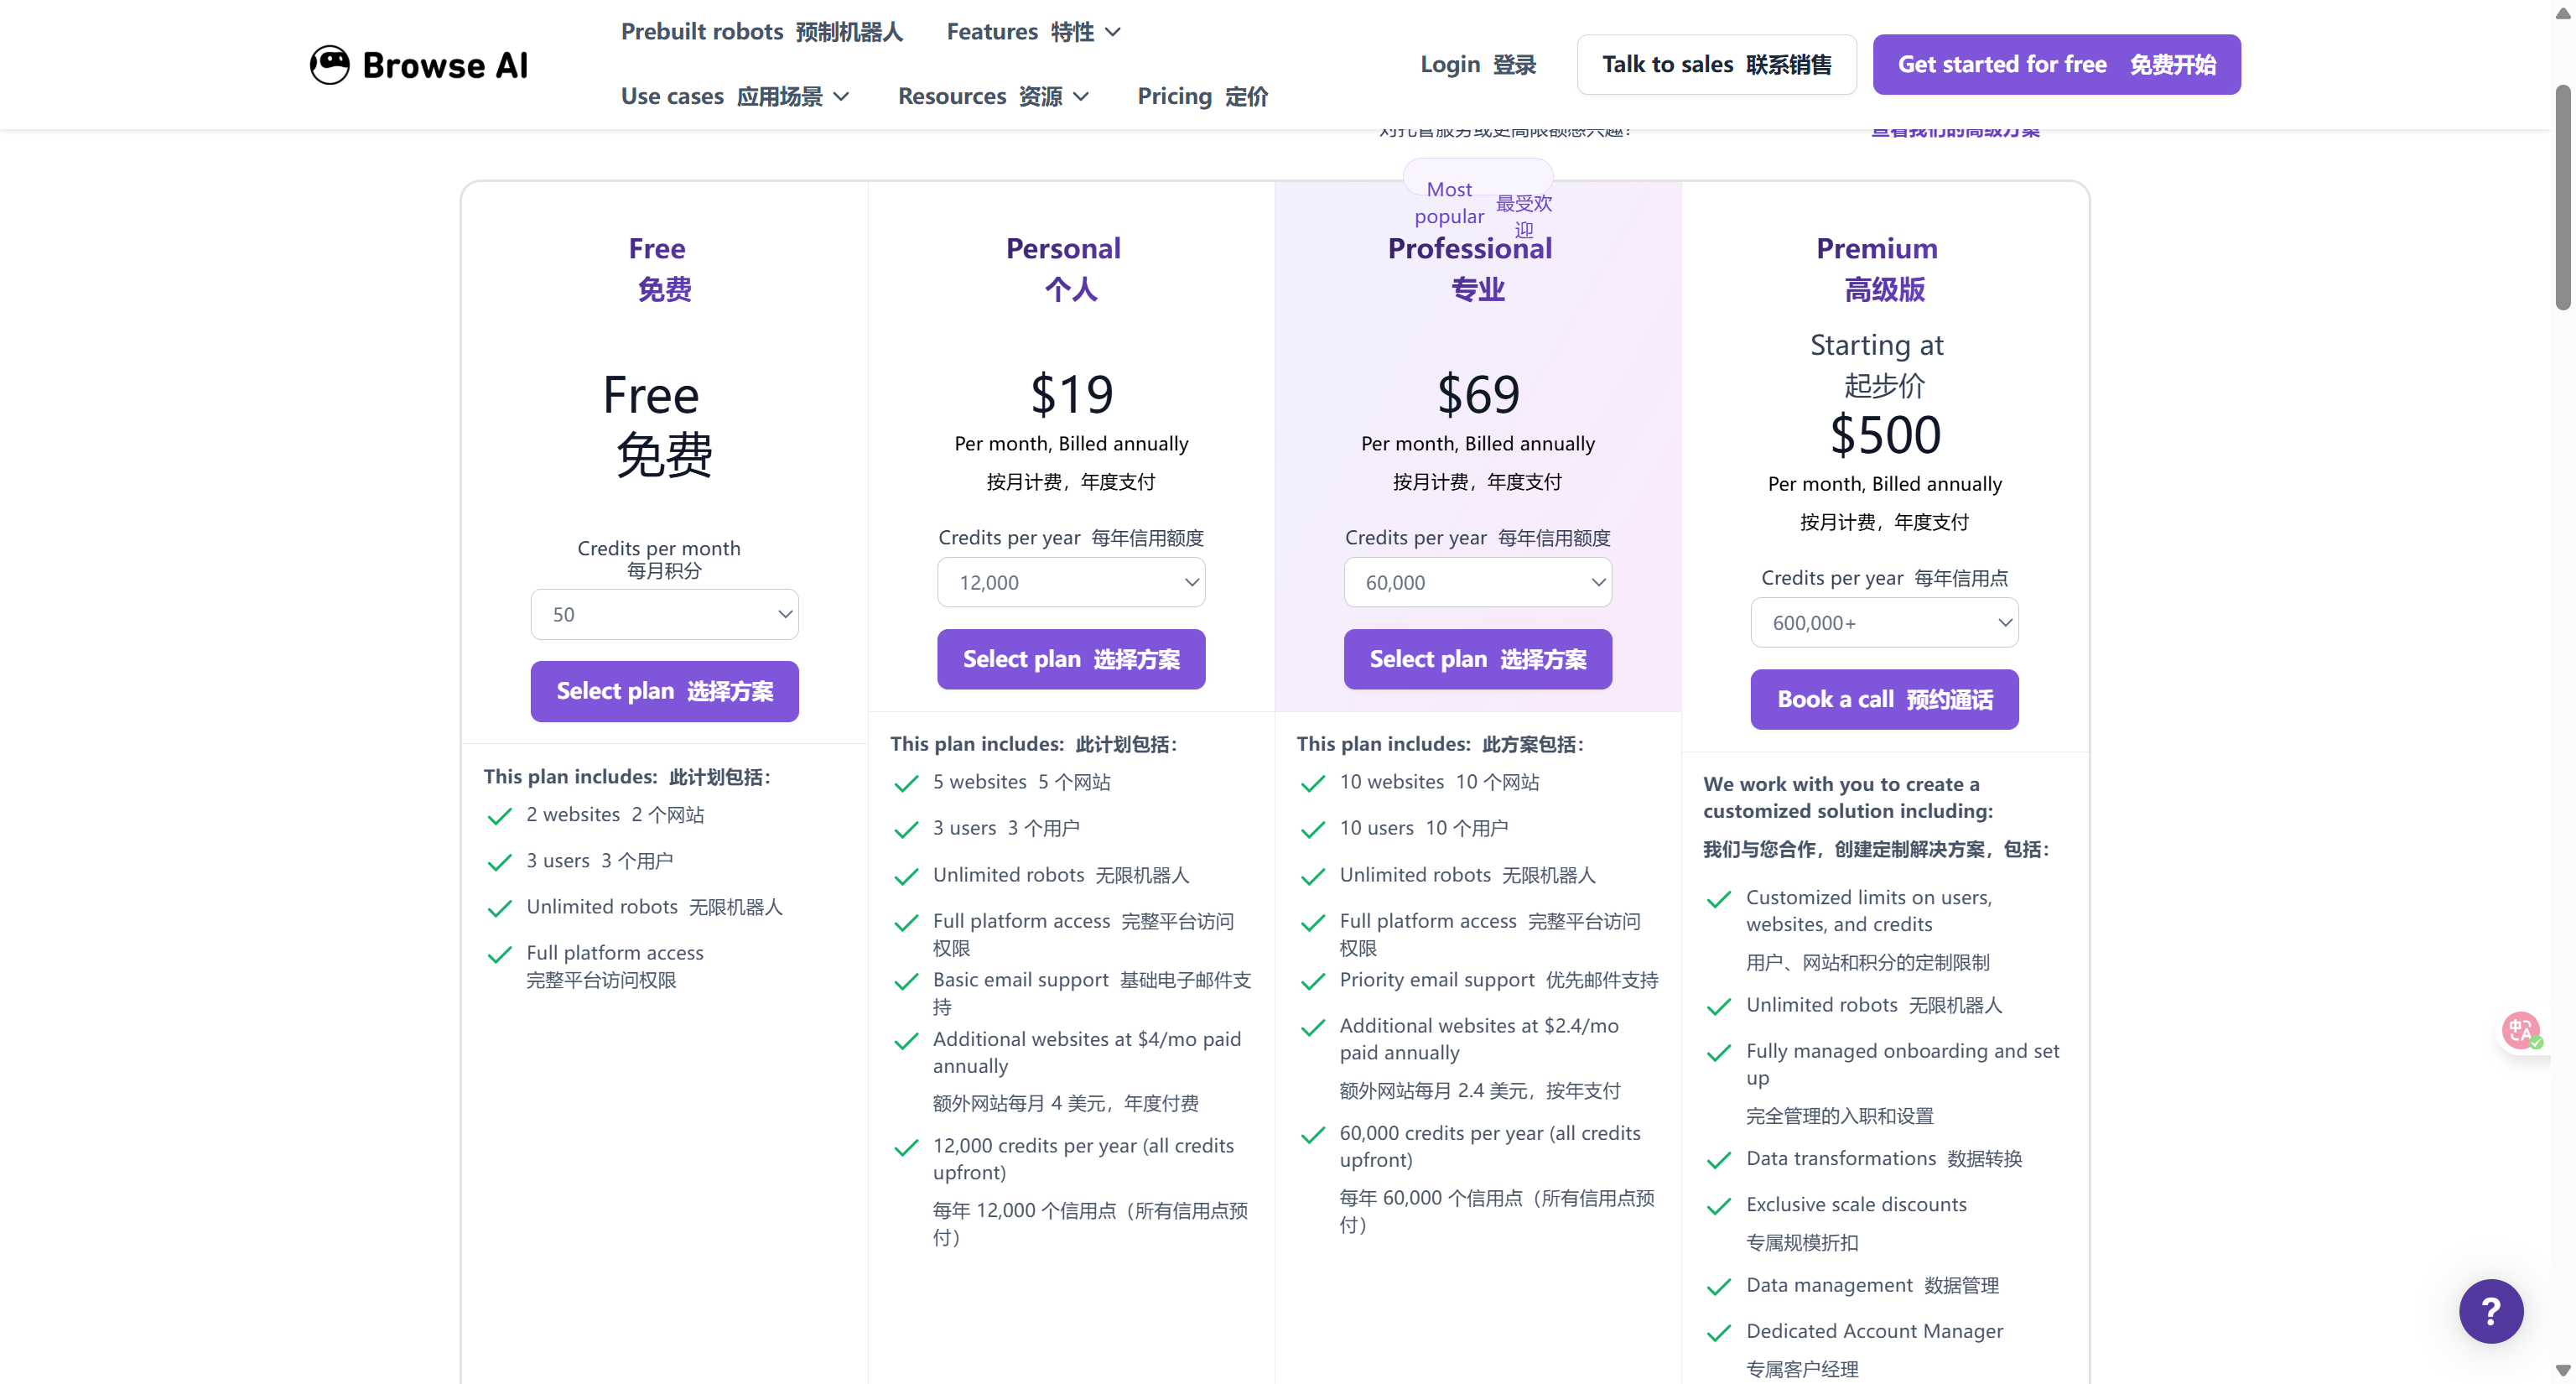 Browse AI
Prebuilt robots 预制机器人
Features 特性
Use cases 应用场景
Resources 资源
Pricing 定价
Login 登录
Talk to sales 联系销售
Get started for free 免费开始
对托管服务或更高限额感兴趣？
查看我们的高级方案
Free
免费
Free
免费
Credits per month
每月积分
50
Select plan 选择方案
This plan includes: 此计划包括：
2 websites 2 个网站
3 users 3 个用户
Unlimited robots 无限机器人
Full platform access
完整平台访问权限
Personal
个人
$19
Per month, Billed annually
按月计费，年度支付
Credits per year 每年信用额度
12,000
Select plan 选择方案
This plan includes: 此计划包括：
5 websites 5 个网站
3 users 3 个用户
Unlimited robots 无限机器人
Full platform access 完整平台访问
权限
Basic email support 基础电子邮件支
持
Additional websites at $4/mo paid
annually
额外网站每月 4 美元，年度付费
12,000 credits per year (all credits
upfront)
每年 12,000 个信用点（所有信用点预
付）
Most
popular
最受欢
迎
Professional
专业
$69
Per month, Billed annually
按月计费，年度支付
Credits per year 每年信用额度
60,000
Select plan 选择方案
This plan includes: 此方案包括：
10 websites 10 个网站
10 users 10 个用户
Unlimited robots 无限机器人
Full platform access 完整平台访问
权限
Priority email support 优先邮件支持
Additional websites at $2.4/mo
paid annually
额外网站每月 2.4 美元，按年支付
60,000 credits per year (all credits
upfront)
每年 60,000 个信用点（所有信用点预
付）
Premium
高级版
Starting at
起步价
$500
Per month, Billed annually
按月计费，年度支付
Credits per year 每年信用点
600,000+
Book a call 预约通话
We work with you to create a
customized solution including:
我们与您合作，创建定制解决方案，包括：
Customized limits on users,
websites, and credits
用户、网站和积分的定制限制
Unlimited robots 无限机器人
Fully managed onboarding and set
up
完全管理的入职和设置
Data transformations 数据转换
Exclusive scale discounts
专属规模折扣
Data management 数据管理
Dedicated Account Manager
专属客户经理
中
A
?